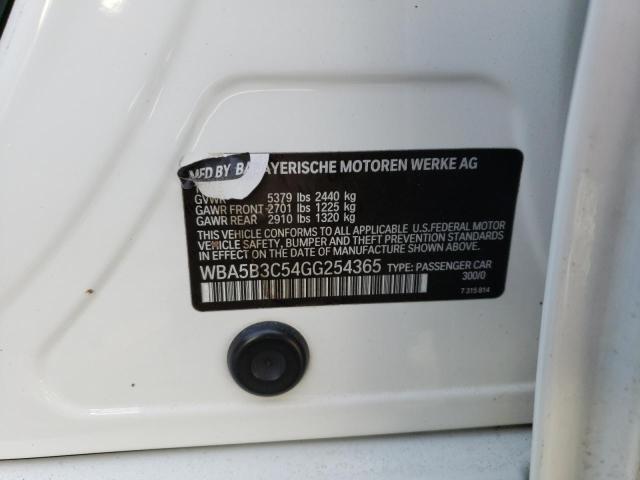 MFD BY BA AYERISCHE MOTOREN WERKE AG
GVWR 5379 lbs 2440 kg
GAWR FRONT 2701 lbs 1225 kg
GAWR REAR 2910 lbs 1320 kg
THIS VEHICLE CONFORMS TO ALL APPLICABLE U.S.FEDERAL MOTOR
VEHICLE SAFETY, BUMPER, AND THEFT PREVENTION STANDARDS
IN EFFECT ON THE DATE OF MANUFACTURE SHOWN ABOVE.
WBA5B3C54GG254365 TYPE: PASSENGER CAR
300/0
7 315 814